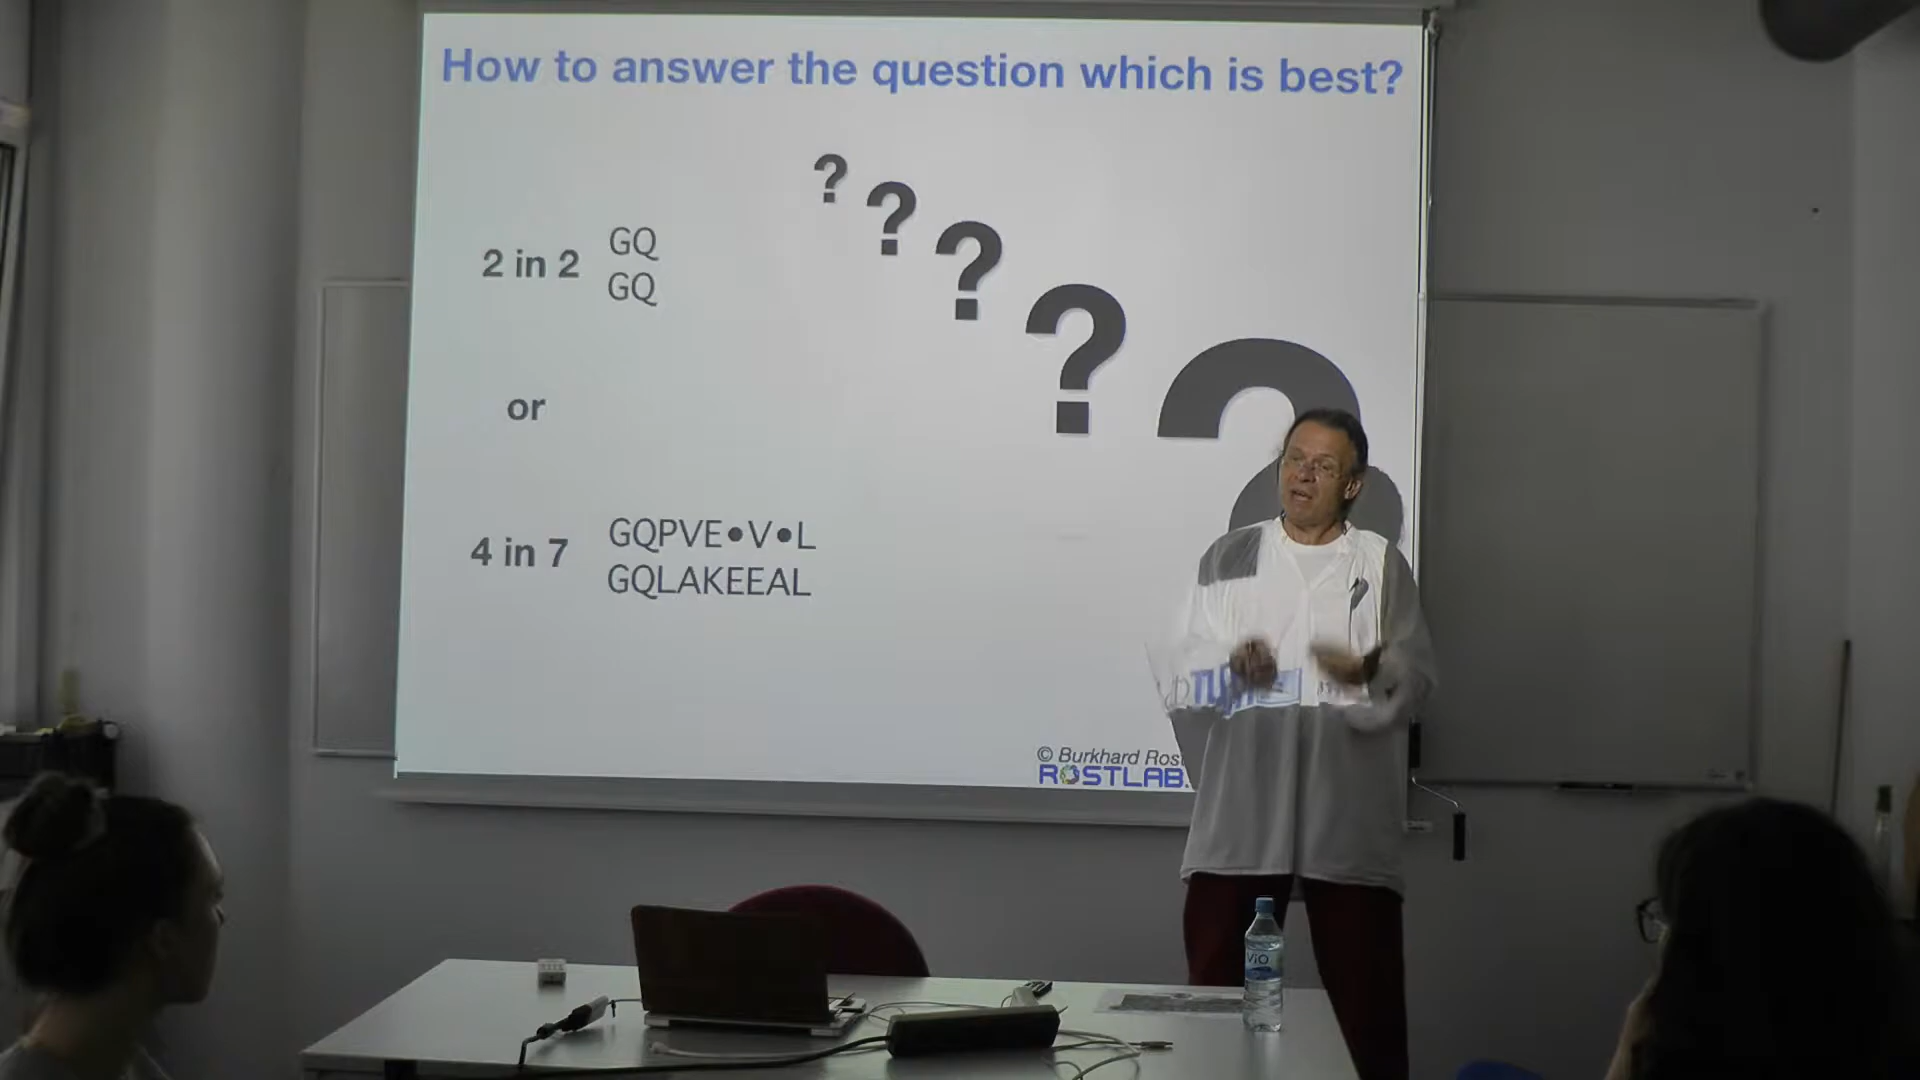 How to answer the question which is best?
? ? ? ? ?
2 in 2
GQ
GQ
or
4 in 7
GQPVE•V•L
GQLAKEEAL
© Burkhard Ros
ROSTLAB.
ViO